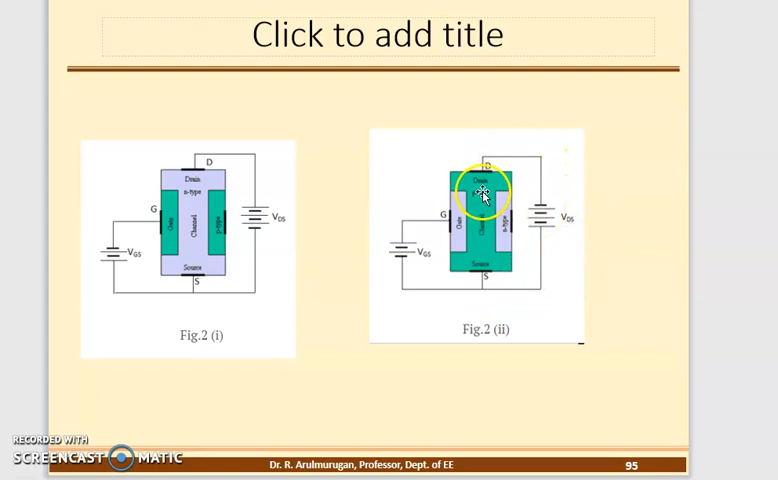 Click to add title
D
Drain
n-type
G
Gate
Channel
p-type
VDS
VGS
Source
S
Fig.2 (i)
D
Drain
G
Gate
Channel
n-type
VDS
VGS
Source
S
Fig.2 (ii)
RECORDED WITH
SCREENCAST MATIC
Dr. R. Arulmurugan, Professor, Dept. of EE
95